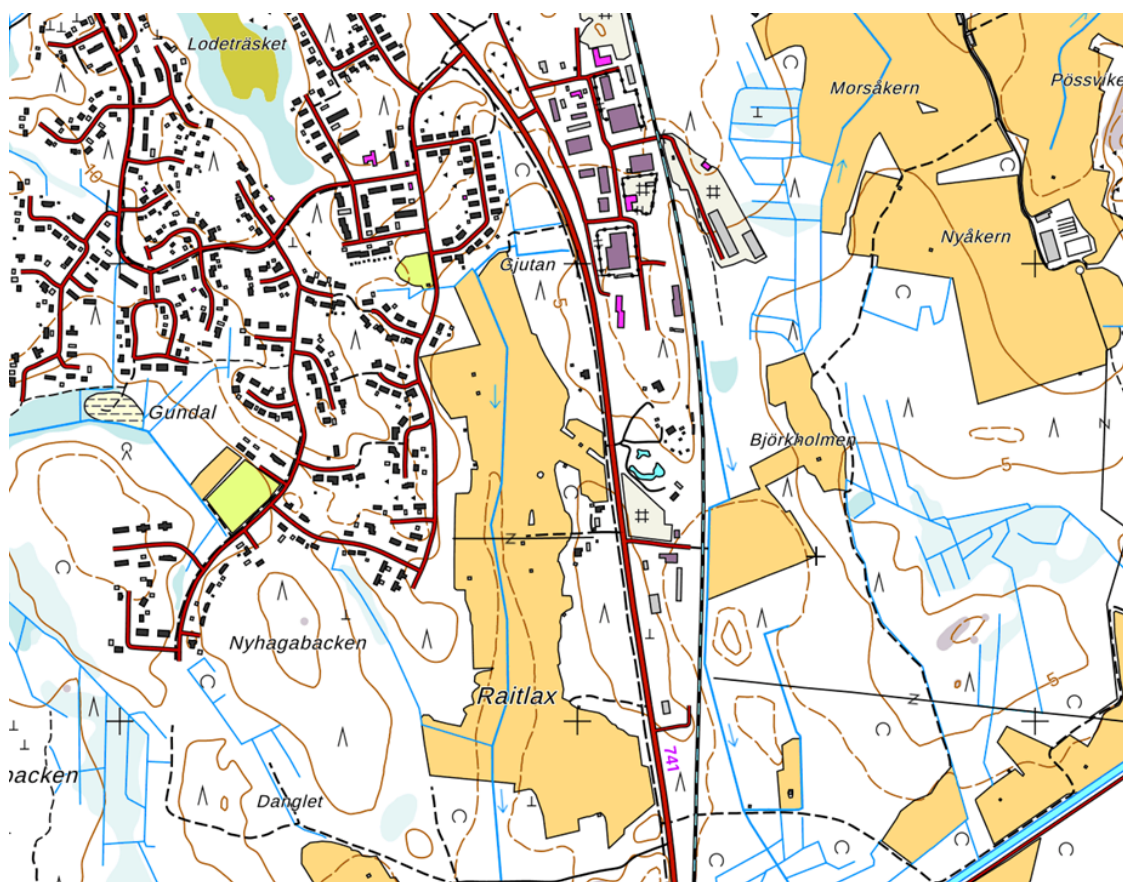 Lodeträsket
Morsåkern
Pössvike
10
Nyåkern
Gjutan
5
Gundal
Björkholmen
5
Nyhagabacken
Raitlax
5
741
backen
Danglet